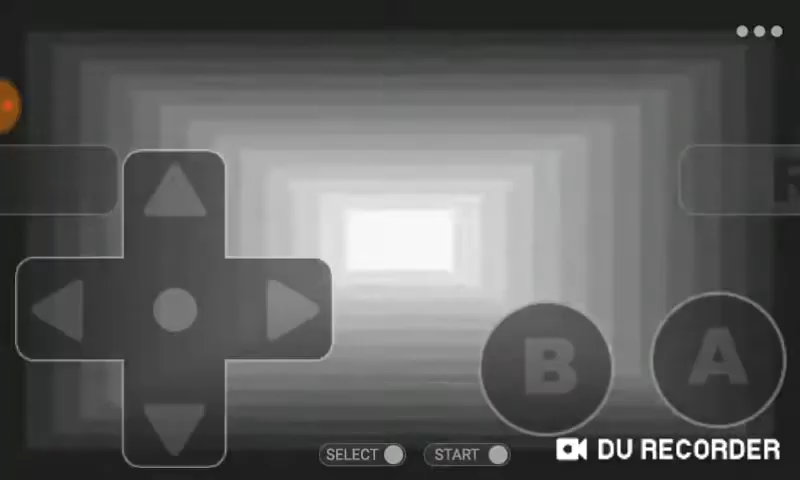 R
B
A
SELECT
START
DU RECORDER